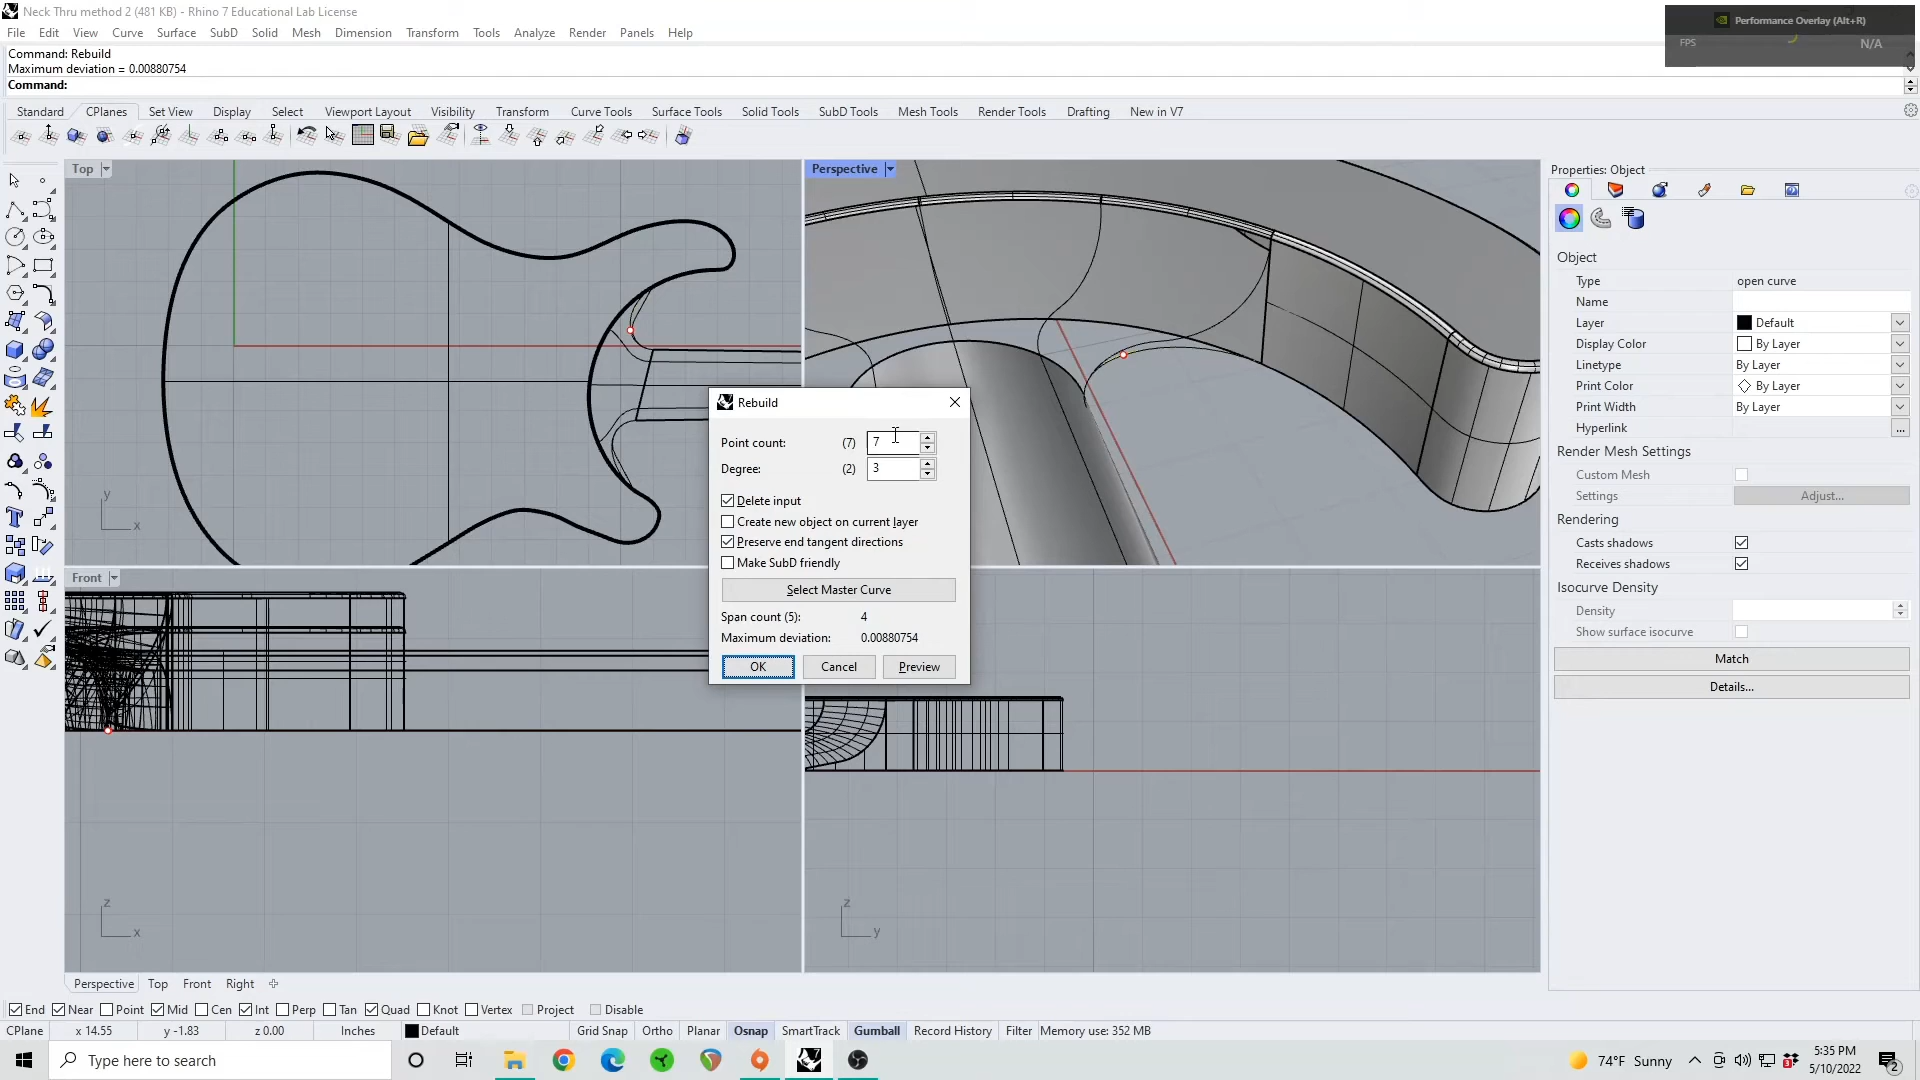 Neck Thru method 2 (481 KB) - Rhino 7 Educational Lab License
Performance Overlay (Alt+R)
FPS
N/A
File Edit View Curve Surface SubD Solid Mesh Dimension Transform Tools Analyze Render Panels Help
Command: Rebuild
Maximum deviation = 0.00880754
Command:
Standard CPlanes Set View Display Select Viewport Layout Visibility Transform Curve Tools Surface Tools Solid Tools SubD Tools Mesh Tools Render Tools Drafting New in V7
Top
Perspective
Properties: Object
Object
Type open curve
Name
Layer Default
Display Color By Layer
Linetype By Layer
Print Color By Layer
Print Width By Layer
Hyperlink ...
Render Mesh Settings
Custom Mesh
Settings Adjust...
Rendering
Casts shadows
Receives shadows
Isocurve Density
Density
Show surface isocurve
Match
Details...
Rebuild
Point count: (7) 7
Degree: (2) 3
Delete input
Create new object on current layer
Preserve end tangent directions
Make SubD friendly
Select Master Curve
Span count (5): 4
Maximum deviation: 0.00880754
OK Cancel Preview
y
x
Front
z
x
z
y
Perspective Top Front Right
End Near Point Mid Cen Int Perp Tan Quad Knot Vertex Project Disable
CPlane x 14.55 y -1.83 z 0.00 Inches Default Grid Snap Ortho Planar Osnap SmartTrack Gumball Record History Filter Memory use: 352 MB
Type here to search
74°F Sunny
5:35 PM
5/10/2022
2